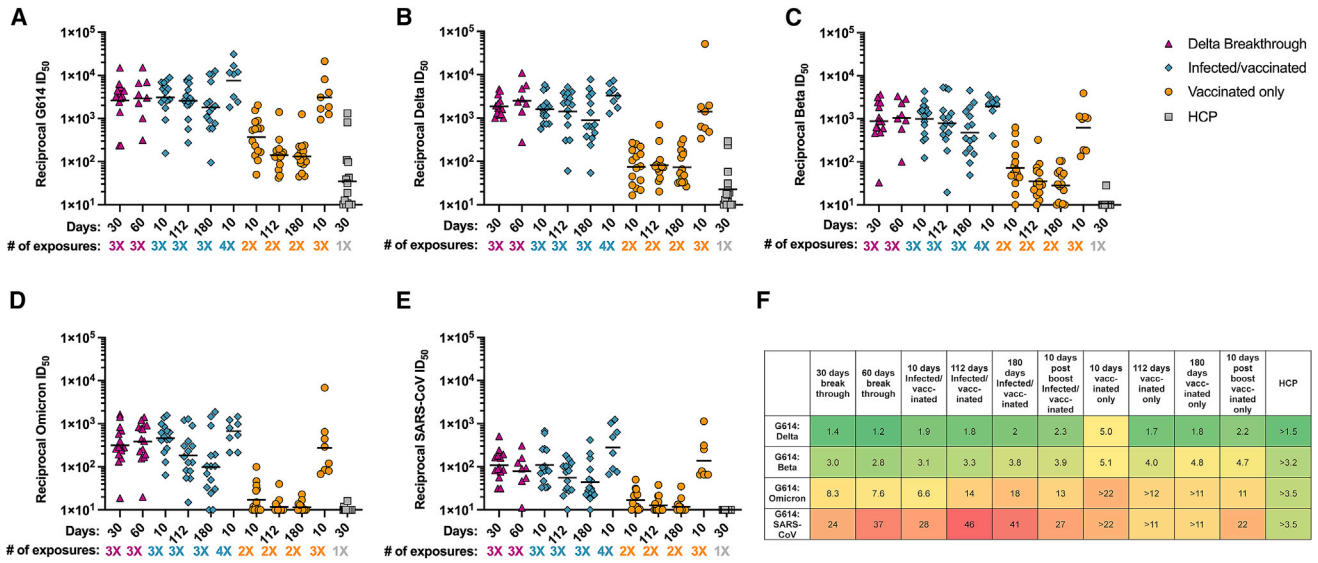 A
Reciprocal G614 ID50
1×10^5
1×10^4
1×10^3
1×10^2
1×10^1
Days: 30 60 10 112 180 10 10 112 180 10 30
# of exposures: 3X 3X 3X 3X 3X 4X 2X 2X 2X 3X 1X
B
Reciprocal Delta ID50
1×10^5
1×10^4
1×10^3
1×10^2
1×10^1
30 60 10 112 180 10 10 112 180 10 30
3X 3X 3X 3X 3X 4X 2X 2X 2X 3X 1X
C
Reciprocal Beta ID50
1×10^5
1×10^4
1×10^3
1×10^2
1×10^1
30 60 10 112 180 10 10 112 180 10 30
3X 3X 3X 3X 3X 4X 2X 2X 2X 3X 1X
Delta Breakthrough
Infected/vaccinated
Vaccinated only
HCP
D
Reciprocal Omicron ID50
1×10^5
1×10^4
1×10^3
1×10^2
1×10^1
Days: 30 60 10 112 180 10 10 112 180 10 30
# of exposures: 3X 3X 3X 3X 3X 4X 2X 2X 2X 3X 1X
E
Reciprocal SARS-CoV ID50
1×10^5
1×10^4
1×10^3
1×10^2
1×10^1
30 60 10 112 180 10 10 112 180 10 30
3X 3X 3X 3X 3X 4X 2X 2X 2X 3X 1X
F
30 days break through
60 days break through
10 days Infected/ vacc- inated
112 days Infected/ vacc- inated
180 days Infected/ vacc- inated
10 days post boost Infected/ vacc- inated
10 days vacc- inated only
112 days vacc- inated only
180 days vacc- inated only
10 days post boost vacc- inated only
HCP
G614: Delta 1.4 1.2 1.9 1.8 2 2.3 5.0 1.7 1.8 2.2 >1.5
G614: Beta 3.0 2.8 3.1 3.3 3.8 3.9 5.1 4.0 4.8 4.7 >3.2
G614: Omicron 8.3 7.6 6.6 14 18 13 >22 >12 >11 11 >3.5
G614: SARS- CoV 24 37 28 46 41 27 >22 >11 >11 22 >3.5